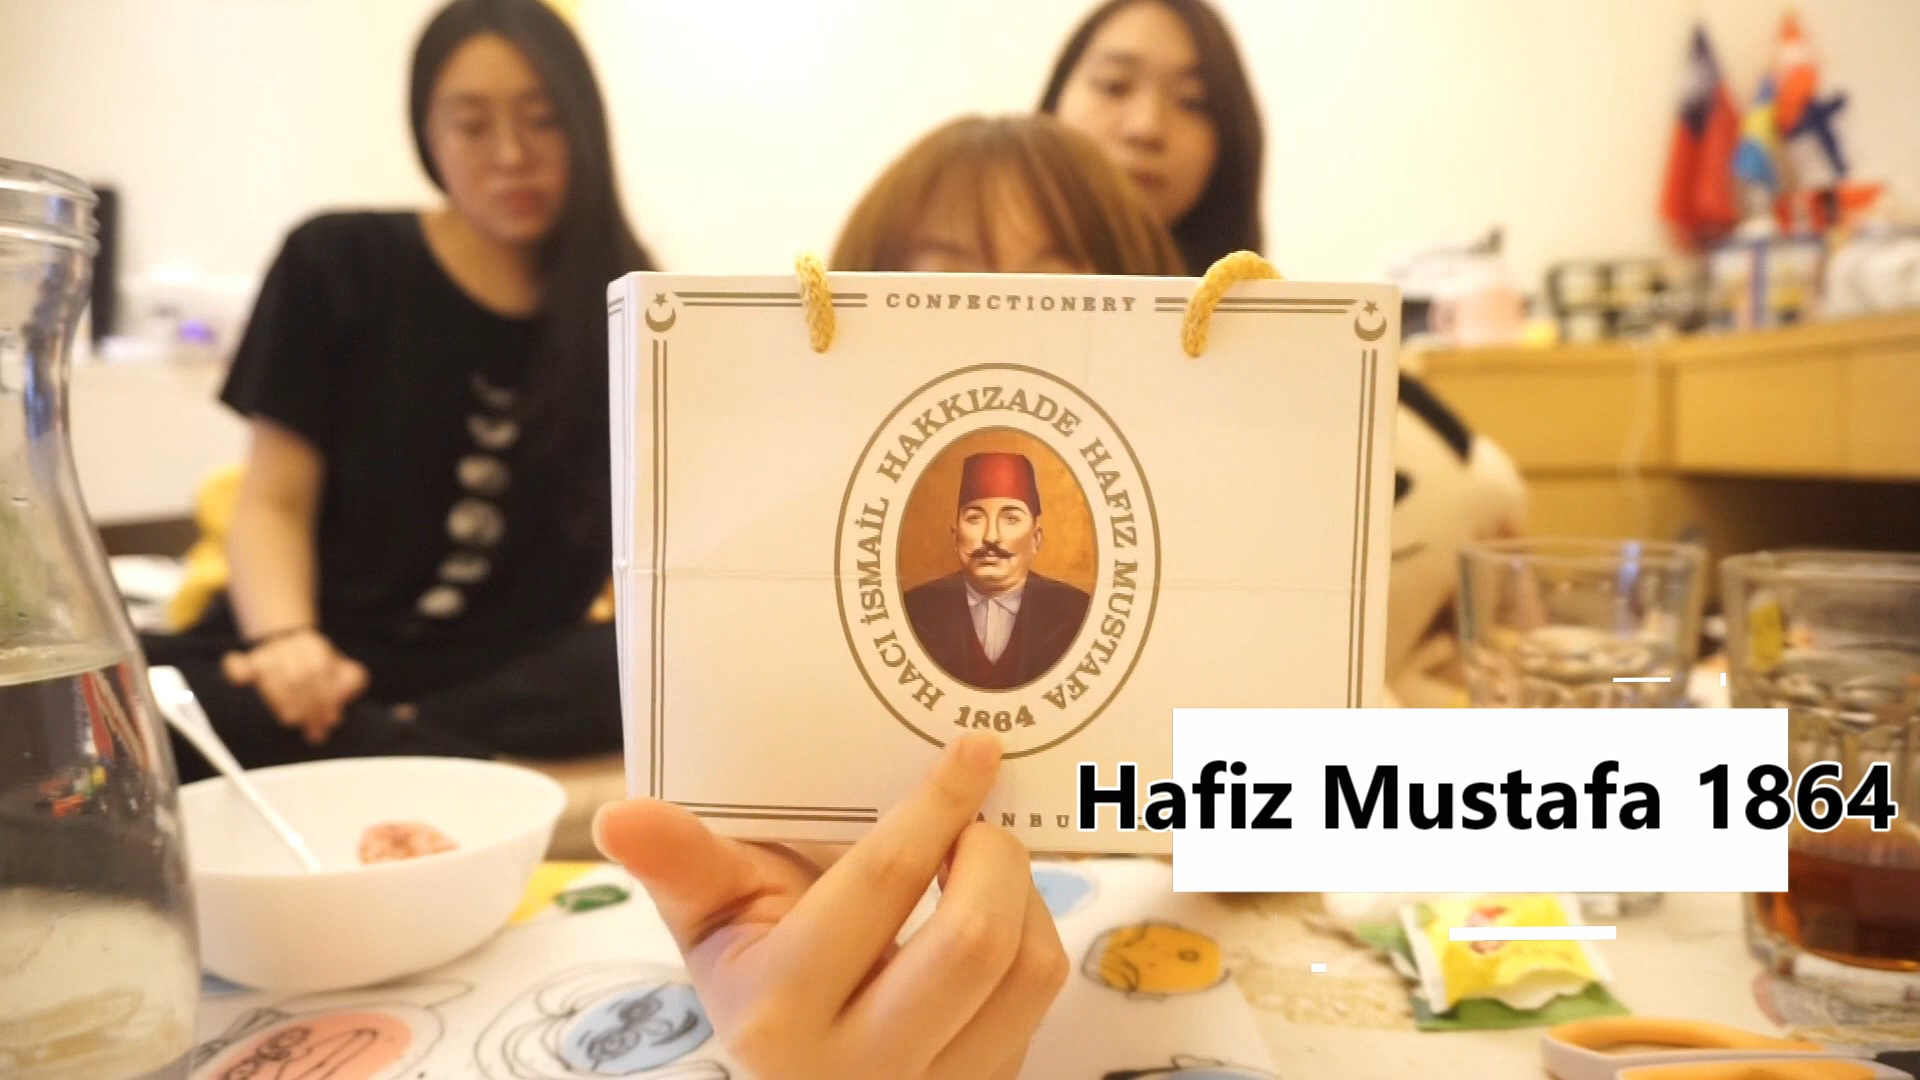 CONFECTIONERY
HACI İSMAİL HAKKIZADE HAFIZ MUSTAFA
1864
Hafiz Mustafa 1864